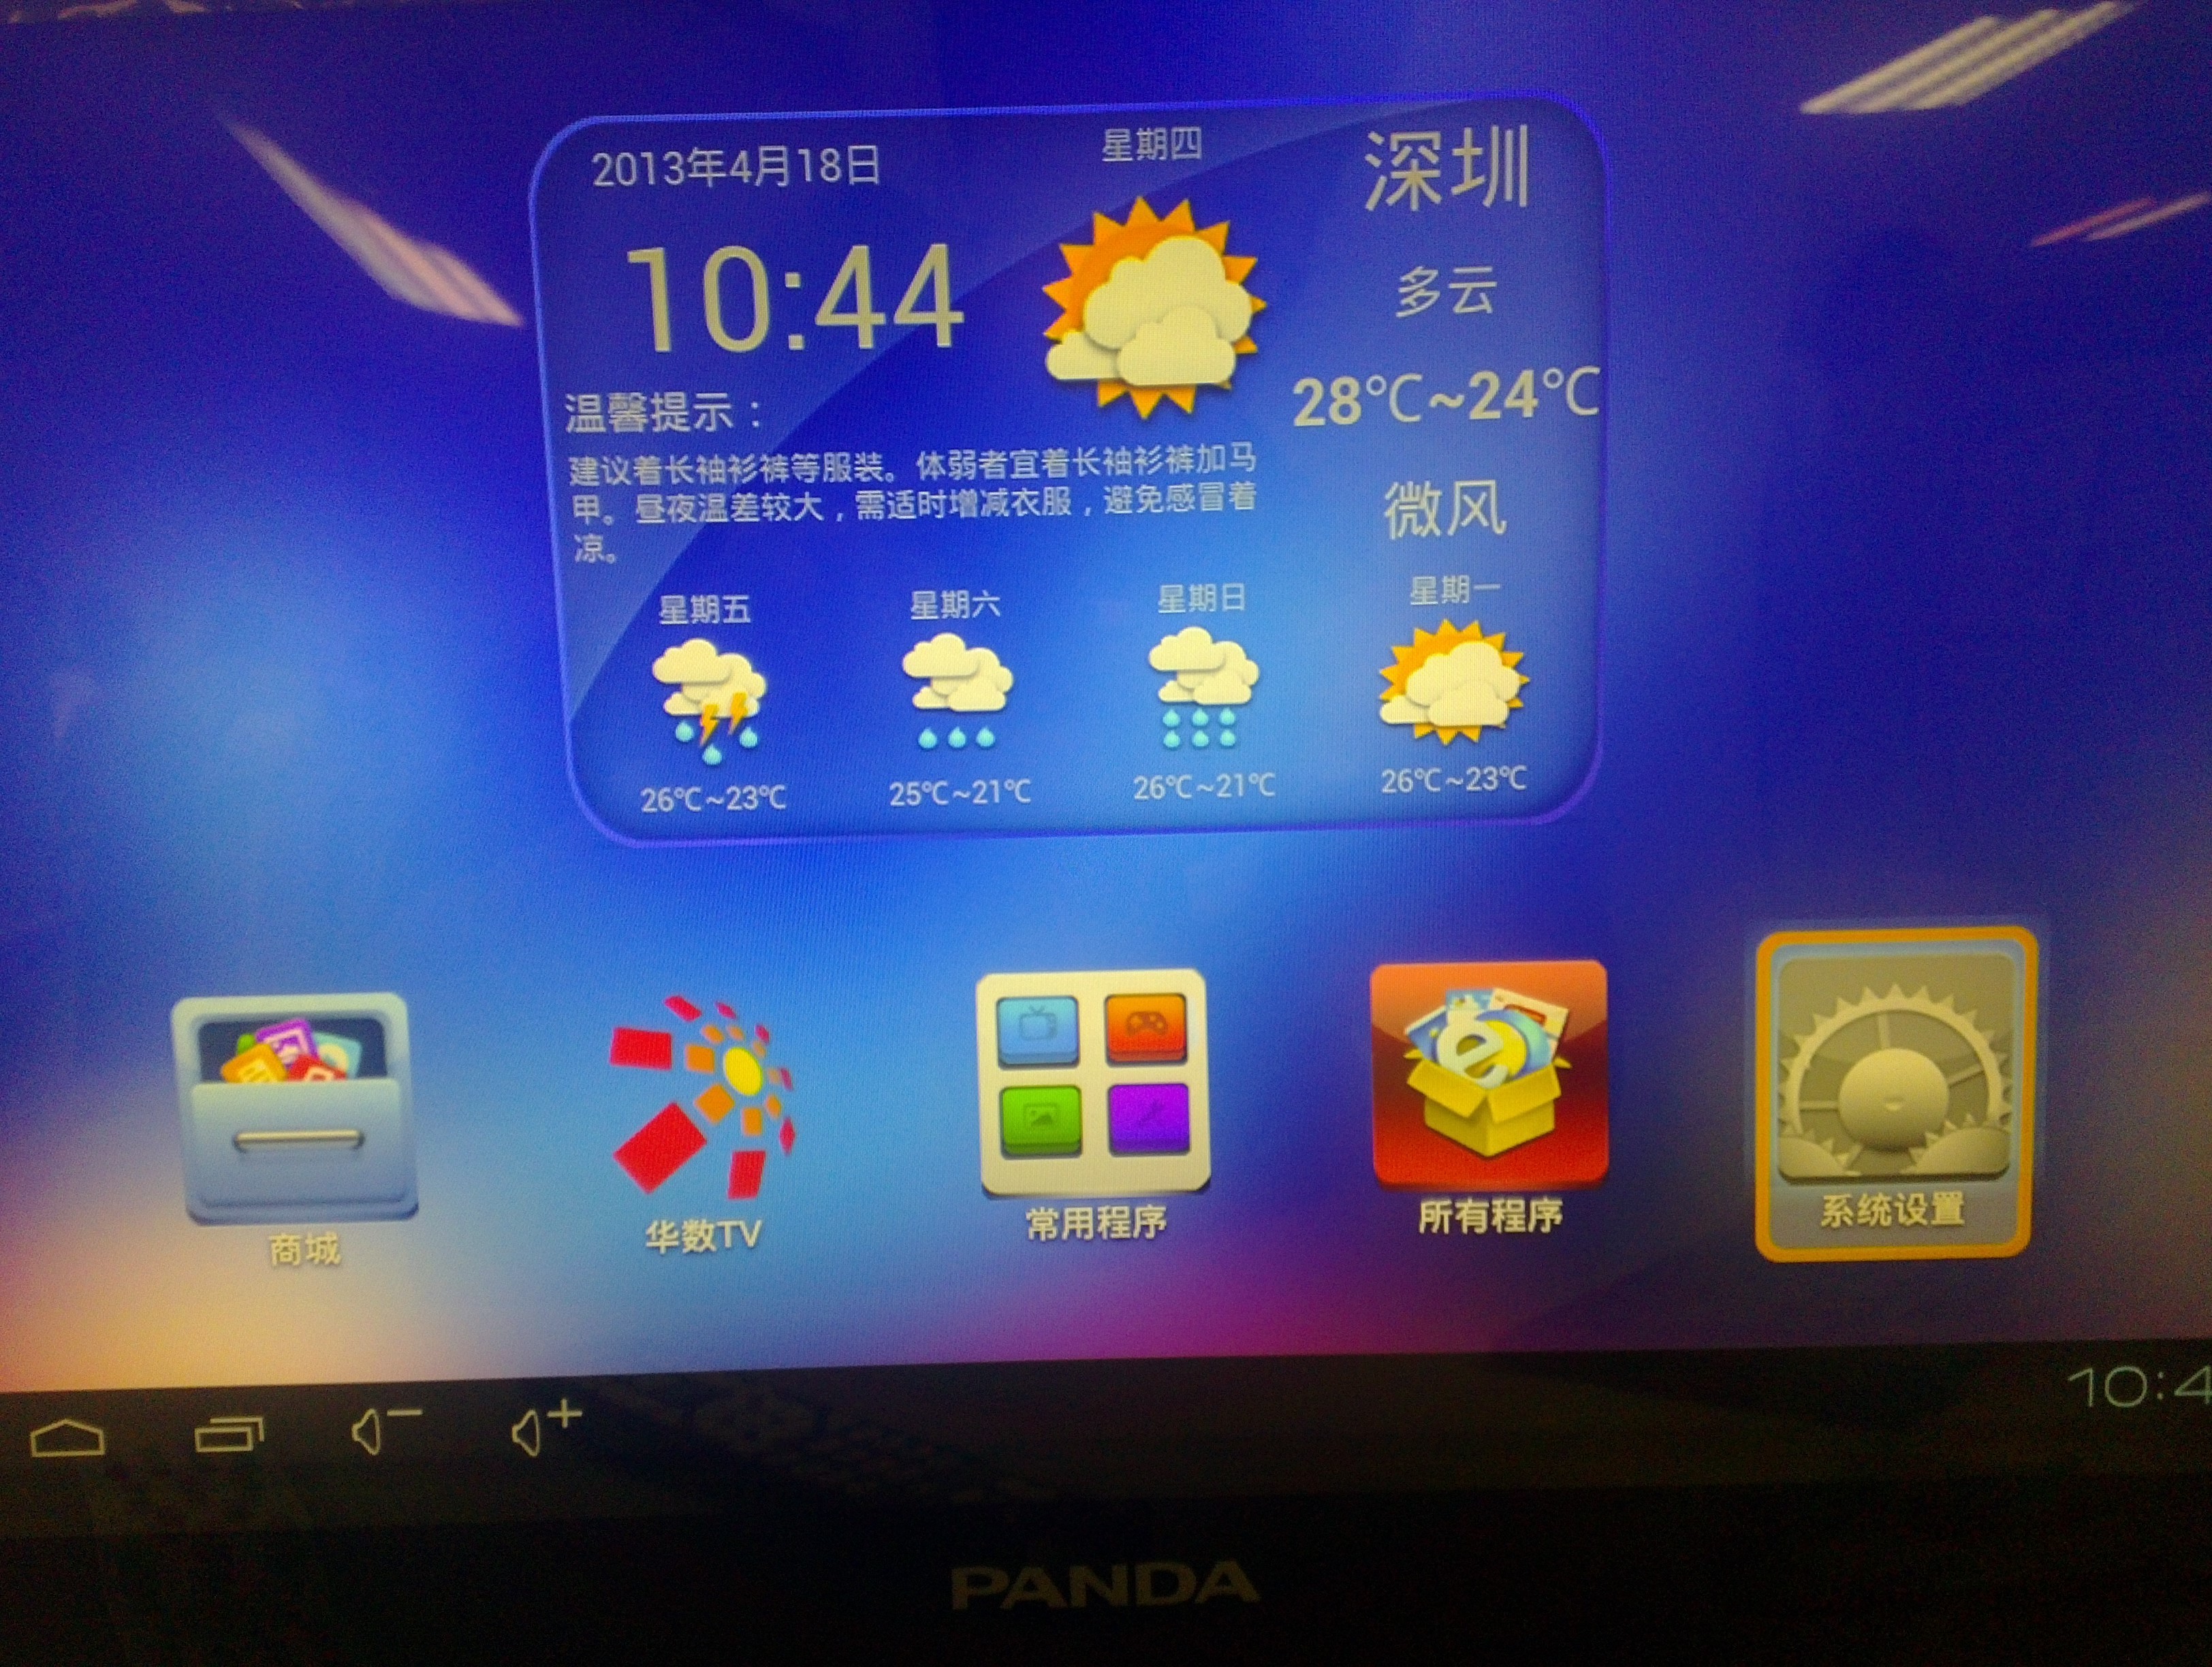 2013年4月18日
星期四
深圳
10:44
多云
28℃~24℃
温馨提示：
建议着长袖衫裤等服装。体弱者宜着长袖衫裤加马
甲。昼夜温差较大，需适时增减衣服，避免感冒着
凉。
微风
星期五
星期六
星期日
星期一
26℃~23℃
25℃~21℃
26℃~21℃
26℃~23℃
商城
华数TV
常用程序
所有程序
系统设置
10:4
PANDA